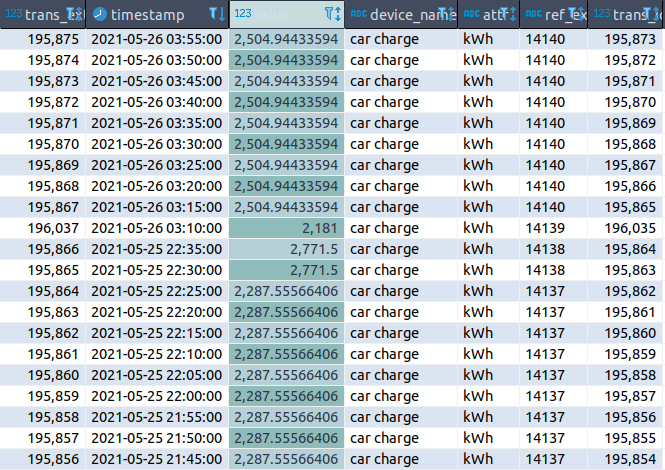 123 trans_ex timestamp 123 value ABC device_name ABC att ABC ref_ex 123 trans_
195,875 2021-05-26 03:55:00 2,504.94433594 car charge kWh 14140 195,873
195,874 2021-05-26 03:50:00 2,504.94433594 car charge kWh 14140 195,872
195,873 2021-05-26 03:45:00 2,504.94433594 car charge kWh 14140 195,871
195,872 2021-05-26 03:40:00 2,504.94433594 car charge kWh 14140 195,870
195,871 2021-05-26 03:35:00 2,504.94433594 car charge kWh 14140 195,869
195,870 2021-05-26 03:30:00 2,504.94433594 car charge kWh 14140 195,868
195,869 2021-05-26 03:25:00 2,504.94433594 car charge kWh 14140 195,867
195,868 2021-05-26 03:20:00 2,504.94433594 car charge kWh 14140 195,866
195,867 2021-05-26 03:15:00 2,504.94433594 car charge kWh 14140 195,865
196,037 2021-05-26 03:10:00 2,181 car charge kWh 14139 196,035
195,866 2021-05-25 22:35:00 2,771.5 car charge kWh 14138 195,864
195,865 2021-05-25 22:30:00 2,771.5 car charge kWh 14138 195,863
195,864 2021-05-25 22:25:00 2,287.55566406 car charge kWh 14137 195,862
195,863 2021-05-25 22:20:00 2,287.55566406 car charge kWh 14137 195,861
195,862 2021-05-25 22:15:00 2,287.55566406 car charge kWh 14137 195,860
195,861 2021-05-25 22:10:00 2,287.55566406 car charge kWh 14137 195,859
195,860 2021-05-25 22:05:00 2,287.55566406 car charge kWh 14137 195,858
195,859 2021-05-25 22:00:00 2,287.55566406 car charge kWh 14137 195,857
195,858 2021-05-25 21:55:00 2,287.55566406 car charge kWh 14137 195,856
195,857 2021-05-25 21:50:00 2,287.55566406 car charge kWh 14137 195,855
195,856 2021-05-25 21:45:00 2,287.55566406 car charge kWh 14137 195,854